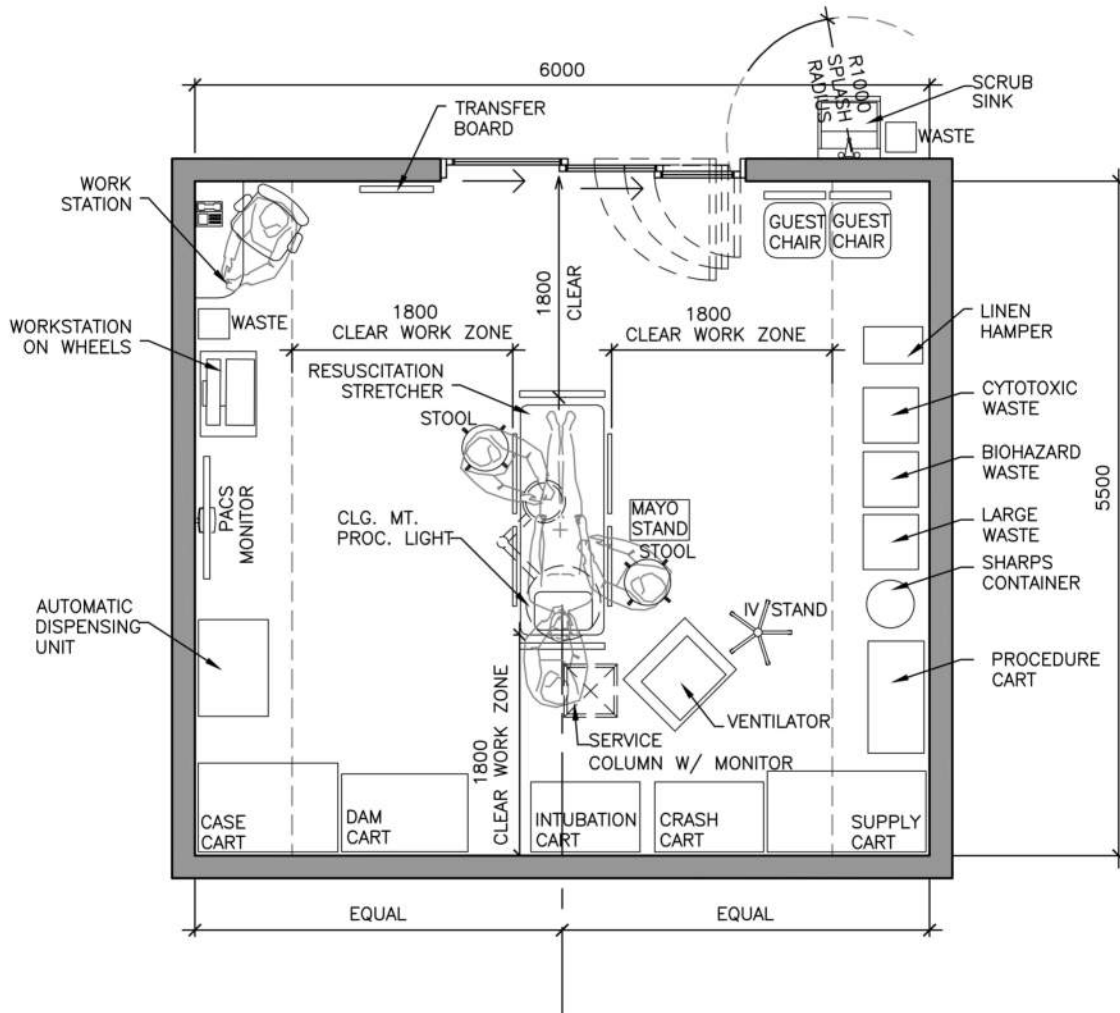 6000
R1000
SPLASH
RADIUS
SCRUB
SINK
TRANSFER
BOARD
WASTE
WORK
STATION
GUEST
CHAIR
GUEST
CHAIR
1800
CLEAR
1800
CLEAR WORK ZONE
1800
CLEAR WORK ZONE
WASTE
LINEN
HAMPER
WORKSTATION
ON WHEELS
RESUSCITATION
STRETCHER
STOOL
CYTOTOXIC
WASTE
BIOHAZARD
WASTE
5500
PACS
MONITOR
CLG. MT.
PROC. LIGHT
MAYO
STAND
STOOL
LARGE
WASTE
SHARPS
CONTAINER
AUTOMATIC
DISPENSING
UNIT
IV STAND
PROCEDURE
CART
VENTILATOR
SERVICE
COLUMN W/ MONITOR
1800
CLEAR WORK ZONE
CASE
CART
DAM
CART
INTUBATION
CART
CRASH
CART
SUPPLY
CART
EQUAL
EQUAL